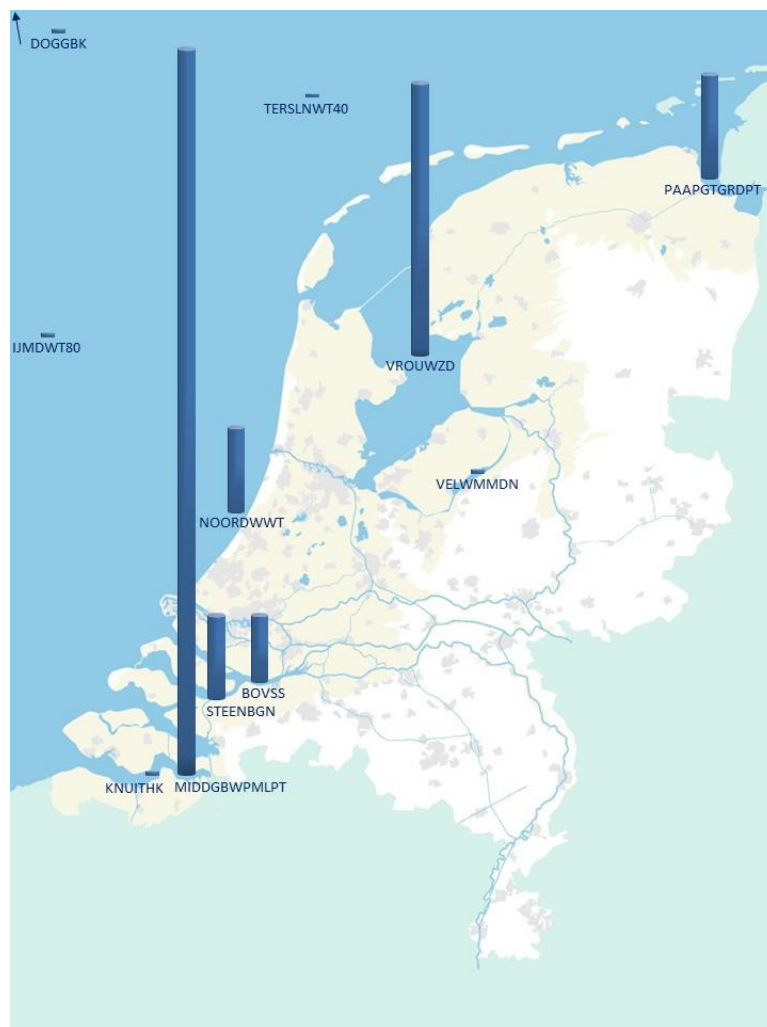 DOGGBK
TERSLNWT40
PAAPGTGRDPT
IJMDWT80
VROUWZD
VELWMMDN
NOORDWWT
BOVSS
STEENBGN
KNUITHK
MIDDGBWPMLPT